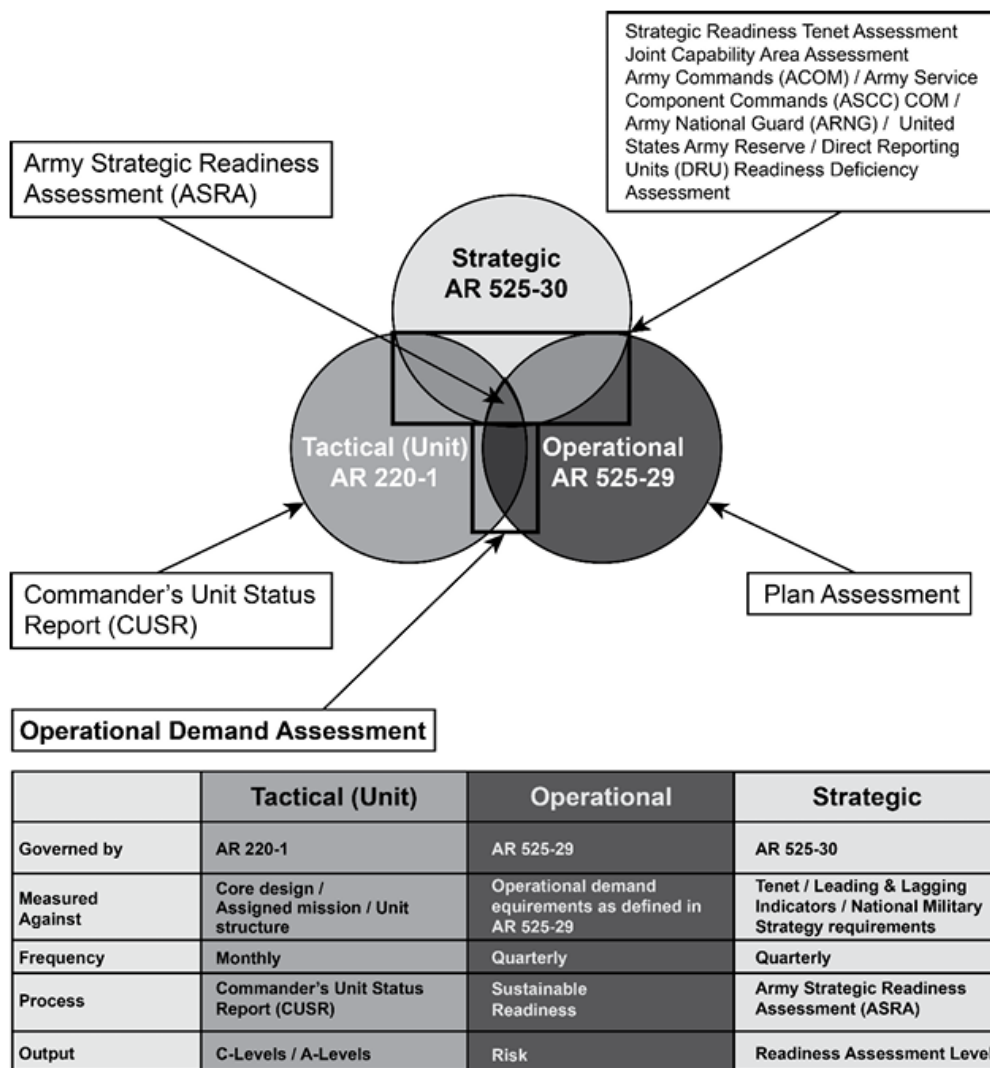 Strategic Readiness Tenet Assessment
Joint Capability Area Assessment
Army Commands (ACOM) / Army Service
Component Commands (ASCC) COM /
Army National Guard (ARNG) / United
States Army Reserve / Direct Reporting
Units (DRU) Readiness Deficiency
Assessment
Army Strategic Readiness
Assessment (ASRA)
Strategic
AR 525-30
Tactical (Unit)
AR 220-1
Operational
AR 525-29
Commander’s Unit Status
Report (CUSR)
Plan Assessment
Operational Demand Assessment
Tactical (Unit) Operational Strategic
Governed by AR 220-1 AR 525-29 AR 525-30
Measured
Against
Core design /
Assigned mission / Unit
structure
Operational demand
equirements as defined in
AR 525-29
Tenet / Leading & Lagging
Indicators / National Military
Strategy requirements
Frequency Monthly Quarterly Quarterly
Process
Commander’s Unit Status
Report (CUSR)
Sustainable
Readiness
Army Strategic Readiness
Assessment (ASRA)
Output C-Levels / A-Levels Risk Readiness Assessment Level